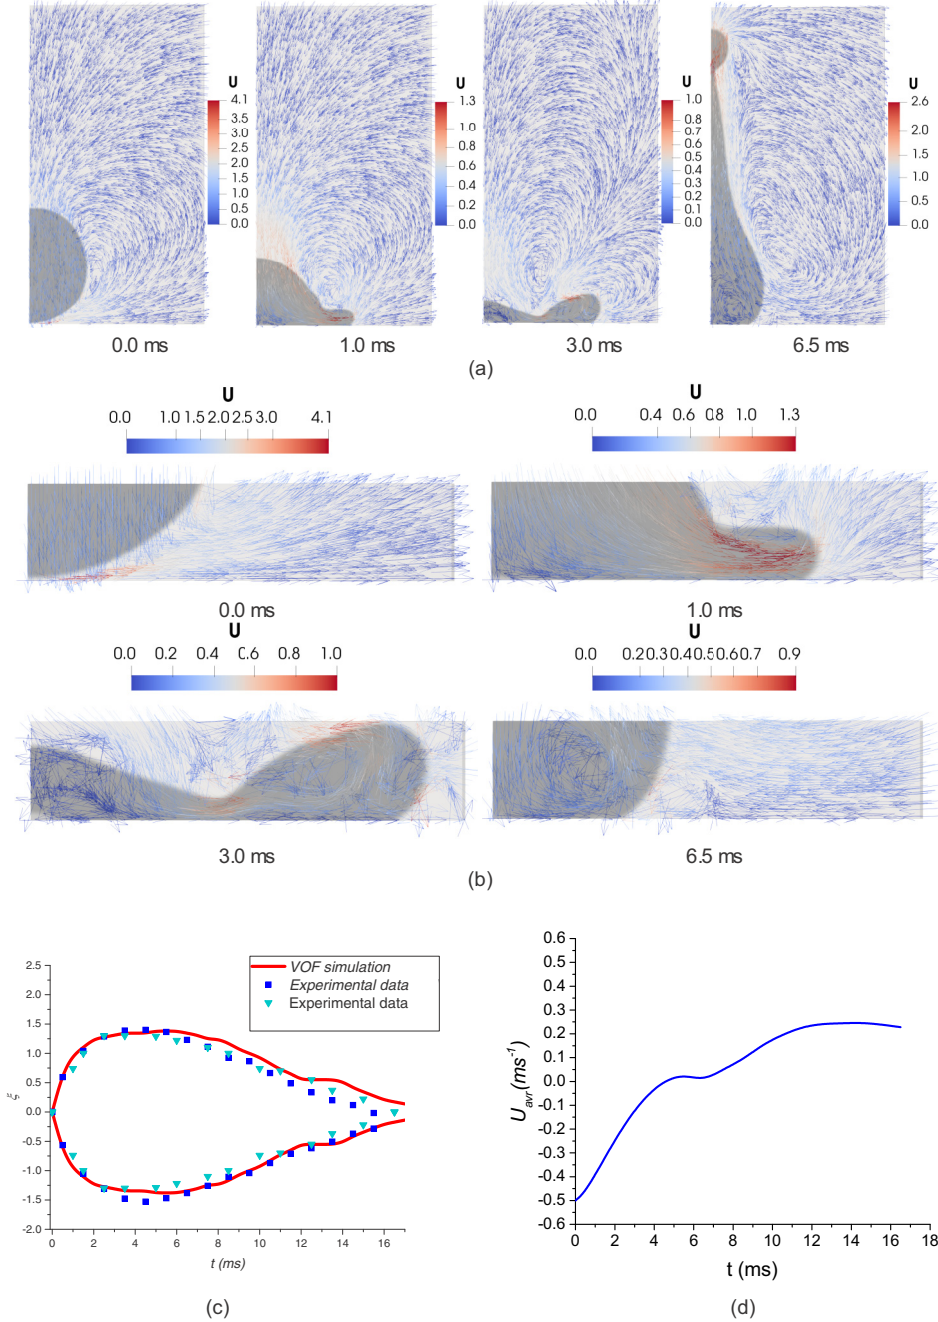 U
4.1
3.5
3.0
2.5
2.0
1.5
1.0
0.5
0.0
U
1.3
1.0
0.8
0.6
0.4
0.2
0.0
U
1.0
0.8
0.7
0.6
0.5
0.4
0.3
0.2
0.1
0.0
U
2.6
2.0
1.5
1.0
0.5
0.0
0.0 ms
1.0 ms
3.0 ms
6.5 ms
(a)
U
0.0 1.0 1.5 2.0 2.5 3.0 4.1
U
0.0 0.4 0.6 0.8 1.0 1.3
0.0 ms
1.0 ms
U
0.0 0.2 0.4 0.6 0.8 1.0
U
0.0 0.2 0.3 0.4 0.5 0.6 0.7 0.9
3.0 ms
6.5 ms
(b)
2.5
2.0
1.5
1.0
0.5
0.0
-0.5
-1.0
-1.5
-2.0
ξ
VOF simulation
Experimental data
Experimental data
0 2 4 6 8 10 12 14 16
t (ms)
(c)
0.6
0.5
0.4
0.3
0.2
0.1
0.0
-0.1
-0.2
-0.3
-0.4
-0.5
-0.6
U_avr(ms⁻¹)
0 2 4 6 8 10 12 14 16 18
t (ms)
(d)